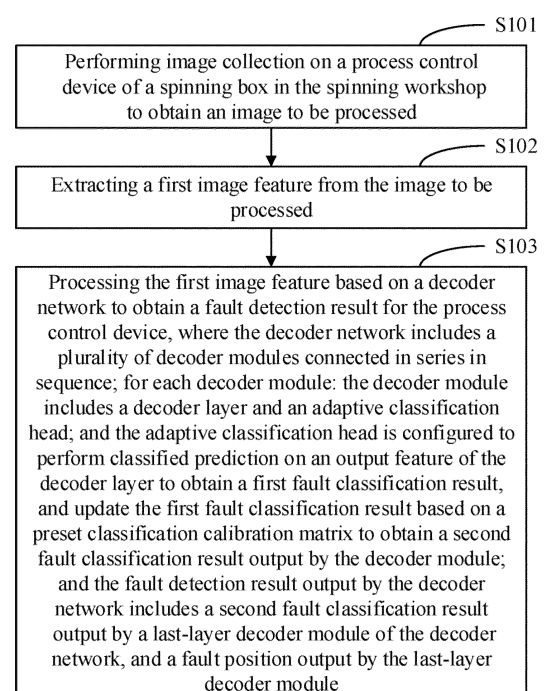 S101
Performing image collection on a process control
device of a spinning box in the spinning workshop
to obtain an image to be processed
S102
Extracting a first image feature from the image to be
processed
S103
Processing the first image feature based on a decoder
network to obtain a fault detection result for the process
control device, where the decoder network includes a
plurality of decoder modules connected in series in
sequence; for each decoder module: the decoder module
includes a decoder layer and an adaptive classification
head; and the adaptive classification head is configured to
perform classified prediction on an output feature of the
decoder layer to obtain a first fault classification result,
and update the first fault classification result based on a
preset classification calibration matrix to obtain a second
fault classification result output by the decoder module;
and the fault detection result output by the decoder
network includes a second fault classification result
output by a last-layer decoder module of the decoder
network, and a fault position output by the last-layer
decoder module